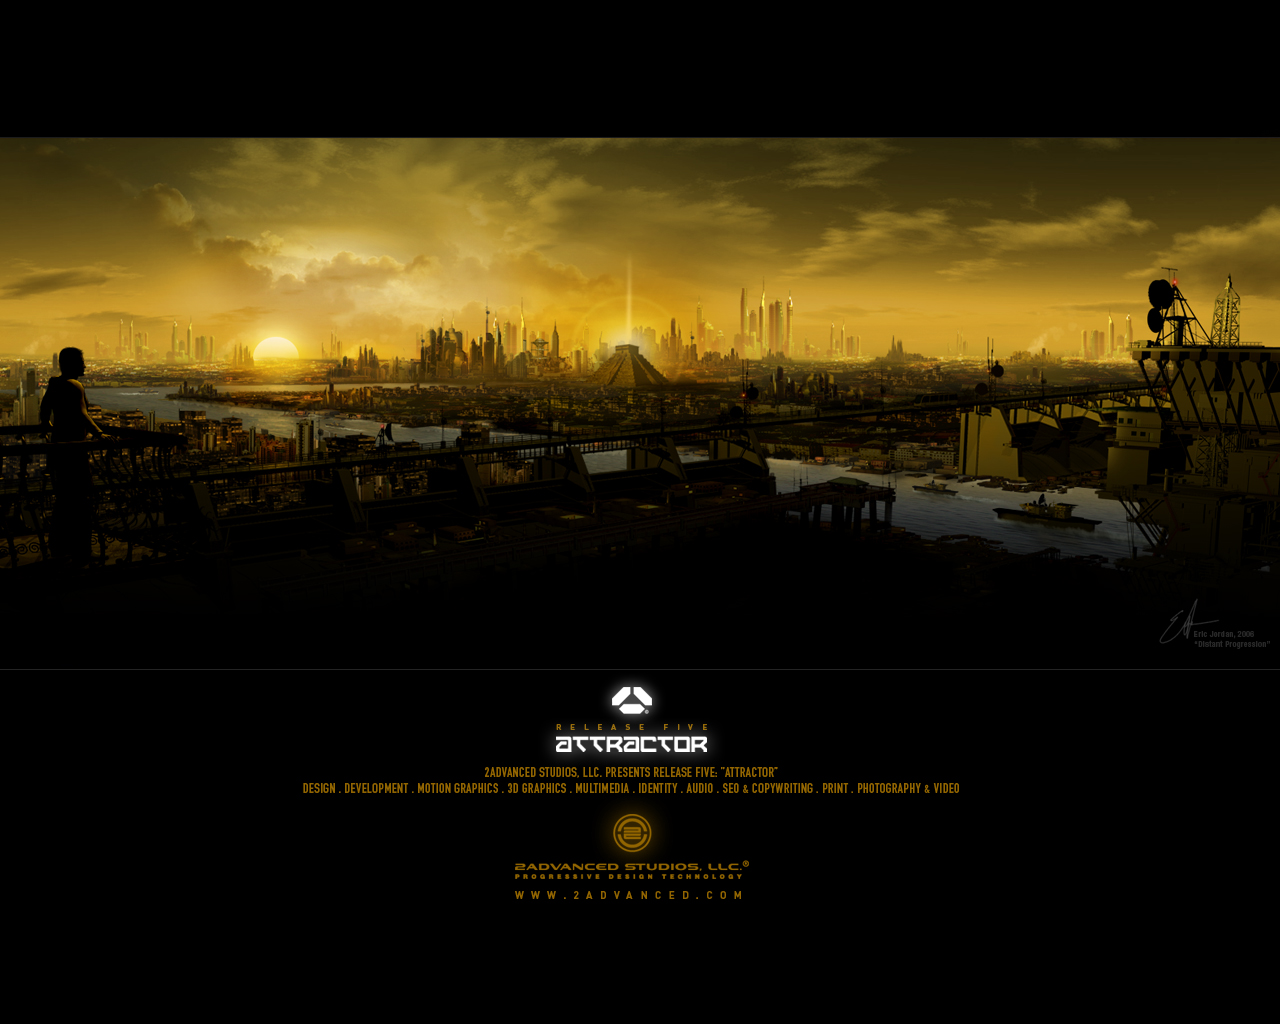 Eric Jordan, 2006
"Distant Progression"
RELEASE FIVE
ATTRACTOR
2ADVANCED STUDIOS, LLC. PRESENTS RELEASE FIVE: "ATTRACTOR"
DESIGN . DEVELOPMENT . MOTION GRAPHICS . 3D GRAPHICS . MULTIMEDIA . IDENTITY . AUDIO . SEO & COPYWRITING . PRINT . PHOTOGRAPHY & VIDEO
2
2ADVANCED STUDIOS, LLC.®
PROGRESSIVE DESIGN TECHNOLOGY
WWW.2ADVANCED.COM